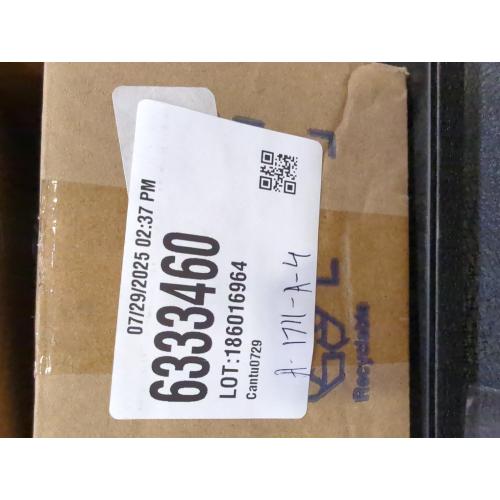 07/29/2025 02:37 PM
6333460
LOT:186016964
Cantu0729
A-1711-A-4
Recyclable